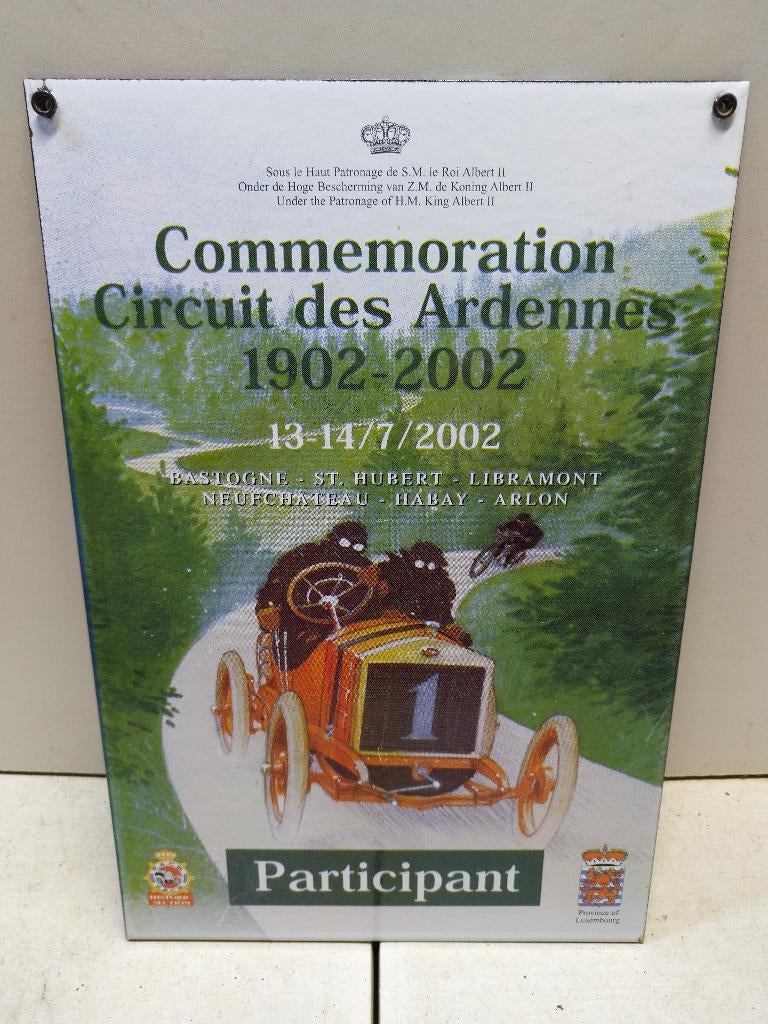 Sous le Haut Patronage de S.M. le Roi Albert II
Onder de Hoge Bescherming van Z.M. de Koning Albert II
Under the Patronage of H.M. King Albert II
Commemoration
Circuit des Ardennes
1902-2002
13-14/7/2002
BASTOGNE - ST. HUBERT - LIBRAMONT
NEUFCHATEAU - HABAY - ARLON
1
Participant
HISTORIC
SECTION
Province of
Luxembourg